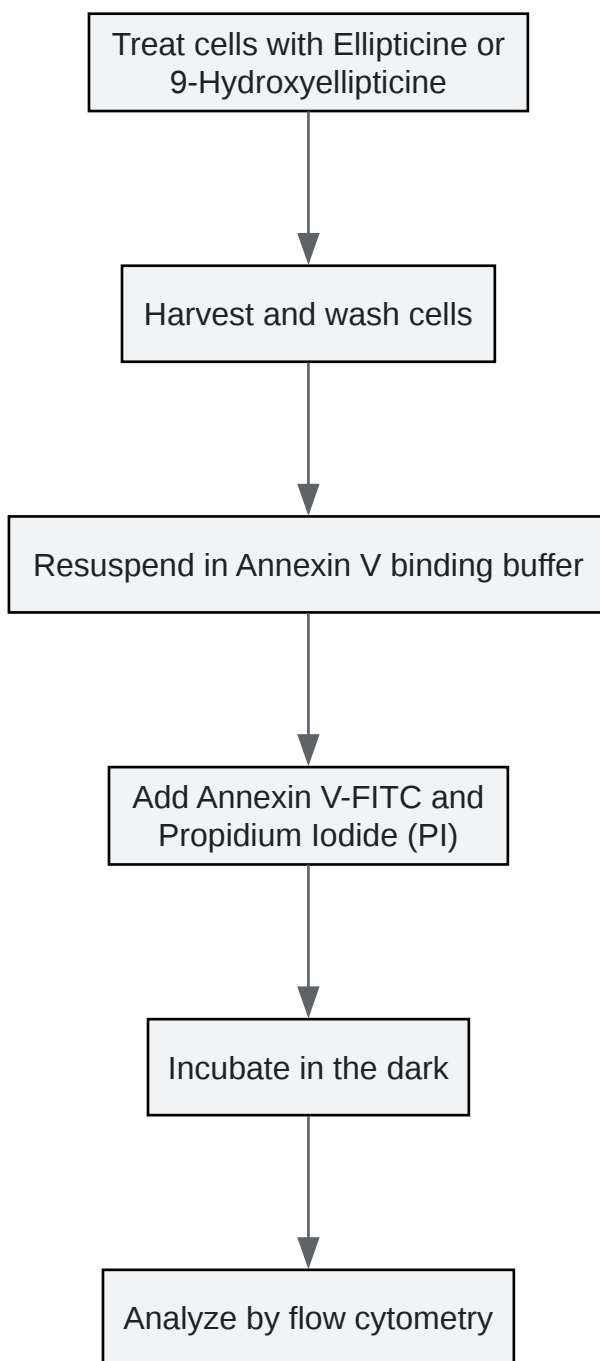 Treat cells with Ellipticine or
9-Hydroxyellipticine
Harvest and wash cells
Resuspend in Annexin V binding buffer
Add Annexin V-FITC and
Propidium Iodide (PI)
Incubate in the dark
Analyze by flow cytometry